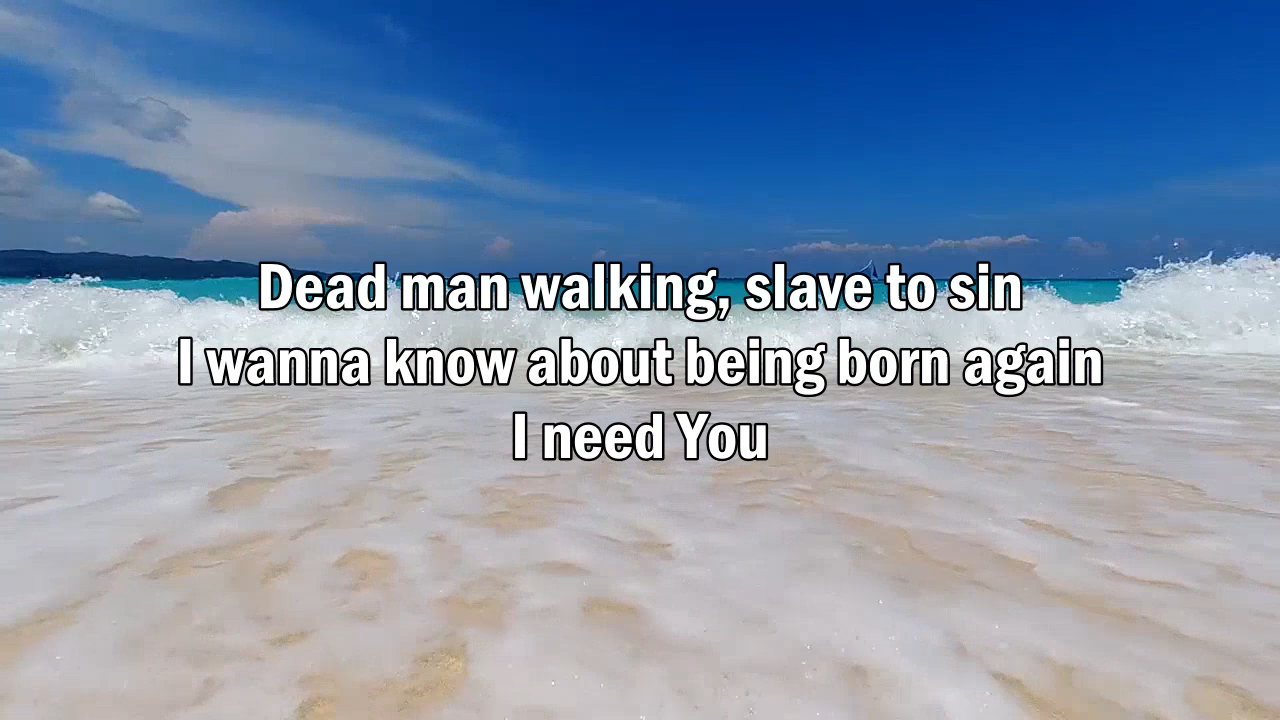 Dead man walking, slave to sin
I wanna know about being born again
I need You